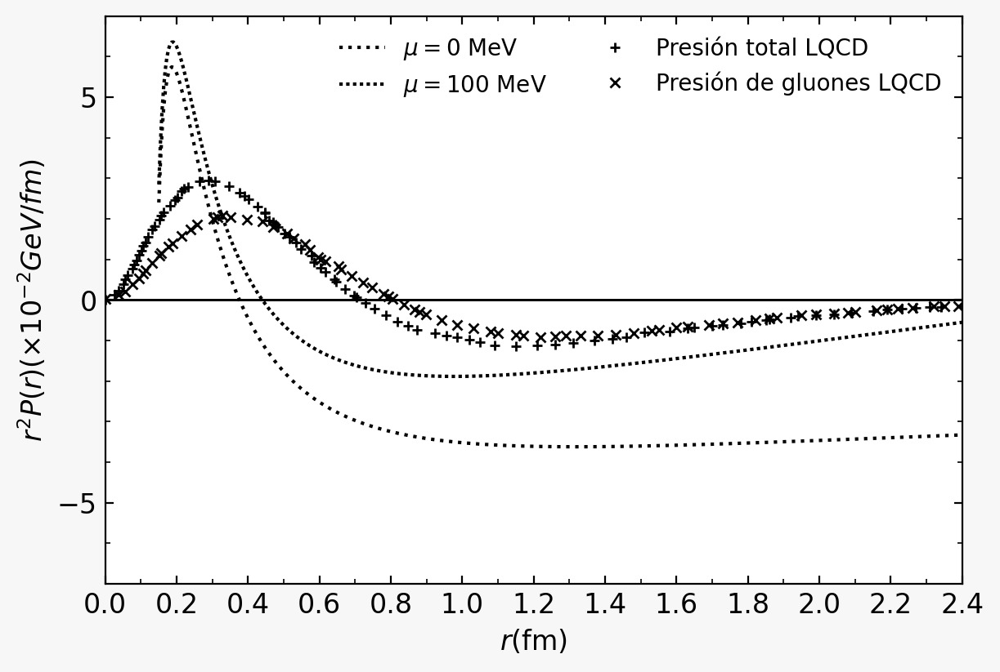 μ = 0 MeV
μ = 100 MeV
Presión total LQCD
Presión de gluones LQCD
r²P(r)(×10⁻²GeV/fm)
5
0
−5
0.0 0.2 0.4 0.6 0.8 1.0 1.2 1.4 1.6 1.8 2.0 2.2 2.4
r(fm)